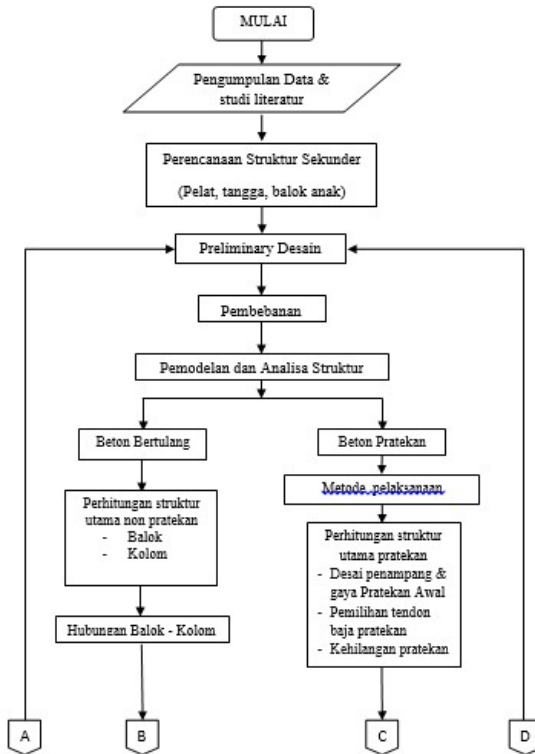 MULAI
Pengumpulan Data &
studi literatur
Perencanaan Struktur Sekunder
(Pelat, tangga, balok anak)
Preliminary Desain
Pembebanan
Pemodelan dan Analisa Struktur
Beton Bertulang
Beton Pratekan
Metode pelaksanaan
Perhitungan struktur
utama non pratekan
- Balok
- Kolom
Perhitungan struktur
utama pratekan
- Desai penampang &
gaya Pratekan Awal
- Pemilihan tendon
baja pratekan
- Kehilangan pratekan
Hubungan Balok - Kolom
A
B
C
D